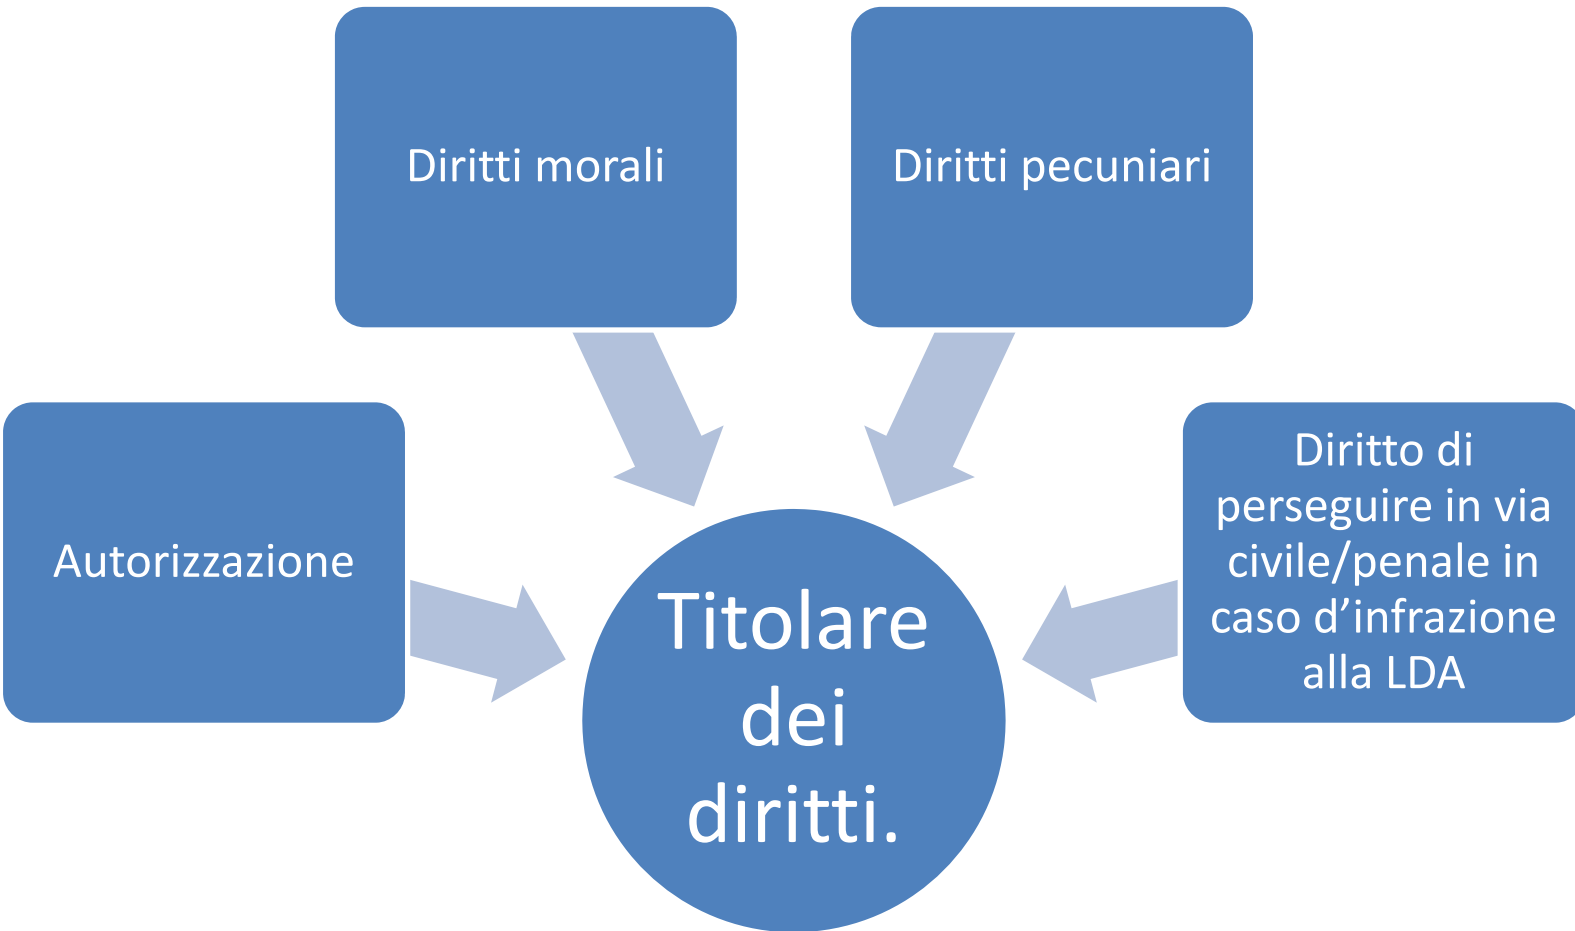 Diritti morali
Diritti pecuniari
Autorizzazione
Diritto di
perseguire in via
civile/penale in
caso d’infrazione
alla LDA
Titolare
dei
diritti.